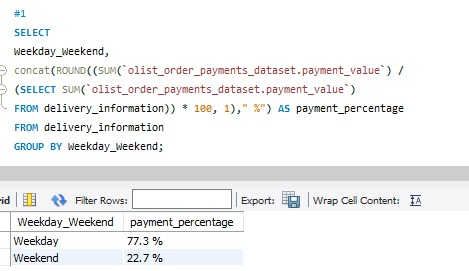 #1
SELECT
Weekday_Weekend,
concat(ROUND((SUM(`olist_order_payments_dataset.payment_value`) /
(SELECT SUM(`olist_order_payments_dataset.payment_value`)
FROM delivery_information)) * 100, 1)," %") AS payment_percentage
FROM delivery_information
GROUP BY Weekday_Weekend;
rid Filter Rows: Export: Wrap Cell Content: IA
Weekday_Weekend payment_percentage
Weekday 77.3 %
Weekend 22.7 %